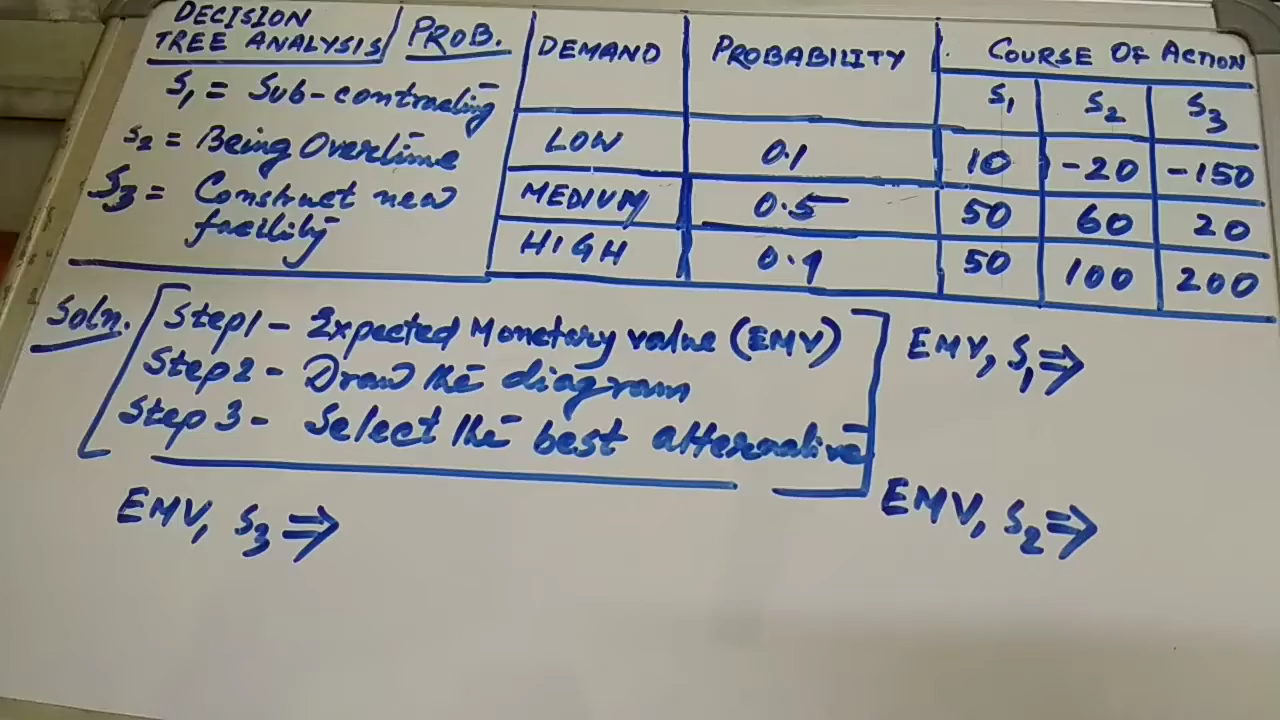 DECISION
TREE ANALYSIS PROB.
S1 = Sub-contracting
S2 = Being Overtime
S3 = Construct new
facility
DEMAND PROBABILITY COURSE OF ACTION
S1 S2 S3
LOW 0.1 10 -20 -150
MEDIUM 0.5 50 60 20
HIGH 0.4 50 100 200
Soln. Step1 - Expected Monetary value (EMV)
Step2 - Draw the diagram
Step 3 - Select the best alternative
EMV, S1 ⇒
EMV, S2 ⇒
EMV, S3 ⇒